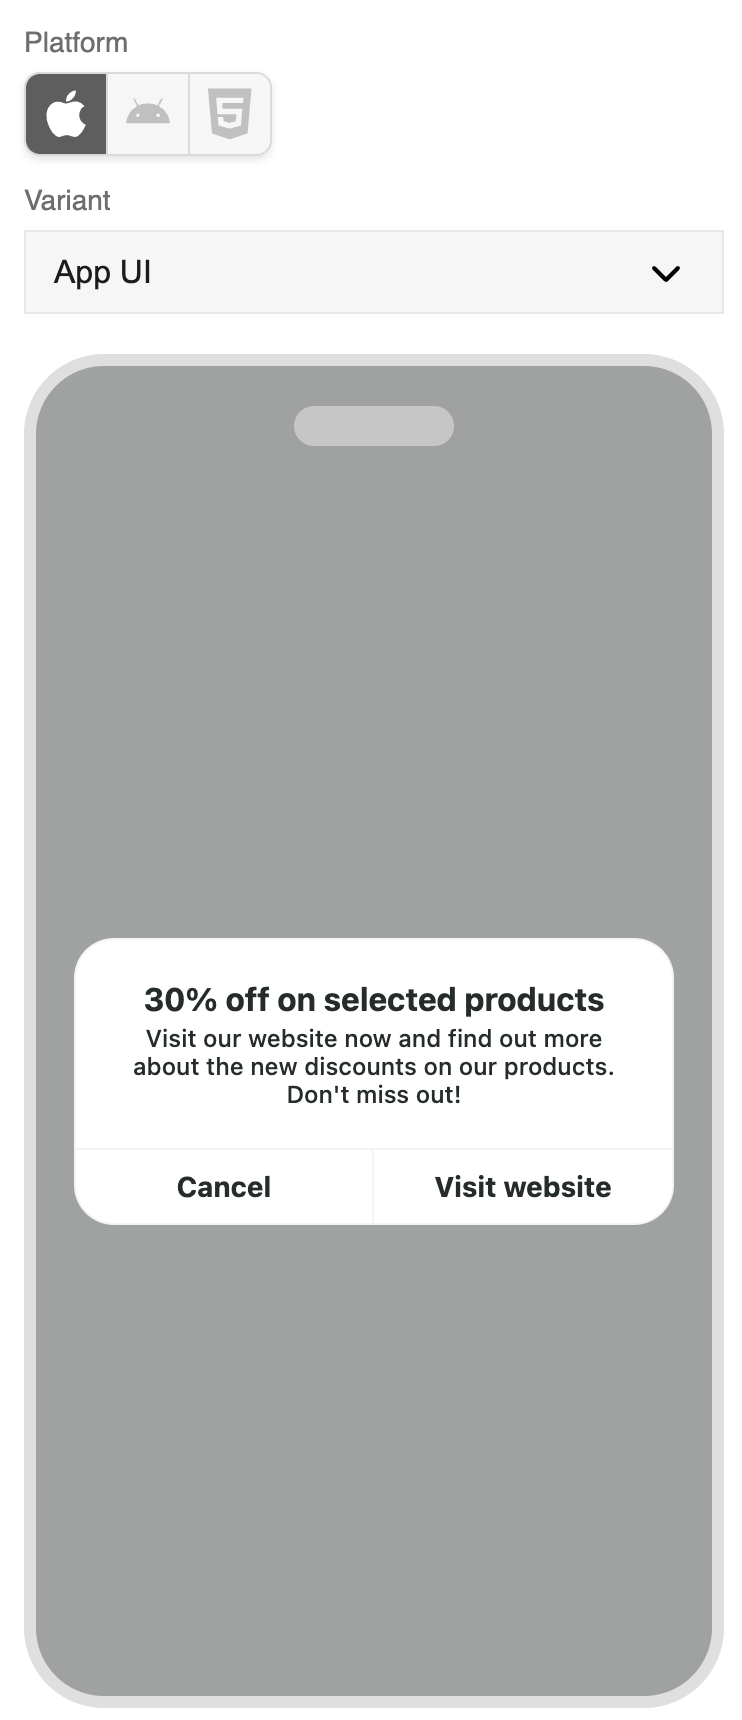 Platform
Variant
App UI
30% off on selected products
Visit our website now and find out more
about the new discounts on our products.
Don't miss out!
Cancel
Visit website